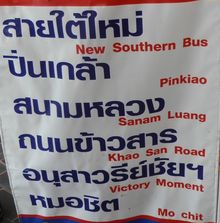 สายใต้ใหม่
New Southern Bus
ปิ่นเกล้า
Pinkiao
สนามหลวง
Sanam Luang
ถนนข้าวสาร
Khao San Road
อนุสาวรีย์ชัยฯ
Victory Moment
หมอชิต
Mo chit